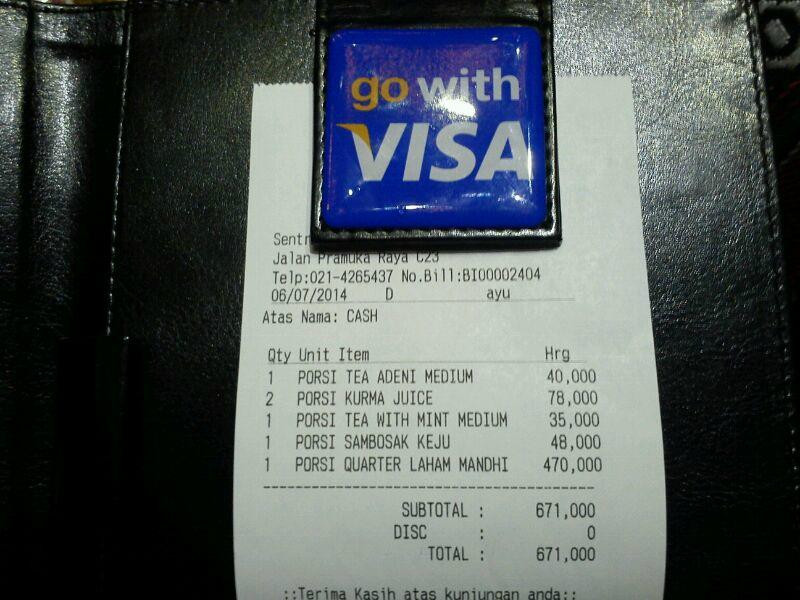 go with
VISA
Jalan Pramuka Raya C23
Telp:021-4265437 No.Bill:BI00002404
06/07/2014 D ayu
Atas Nama: CASH
Qty Unit Item Hrg
1 PORSI TEA ADENI MEDIUM 40,000
2 PORSI KURMA JUICE 78,000
1 PORSI TEA WITH MINT MEDIUM 35,000
1 PORSI SAMBOSAK KEJU 48,000
1 PORSI QUARTER LAHAM MANDHI 470,000
SUBTOTAL : 671,000
DISC : 0
TOTAL : 671,000
::Terima Kasih atas kunjungan anda::